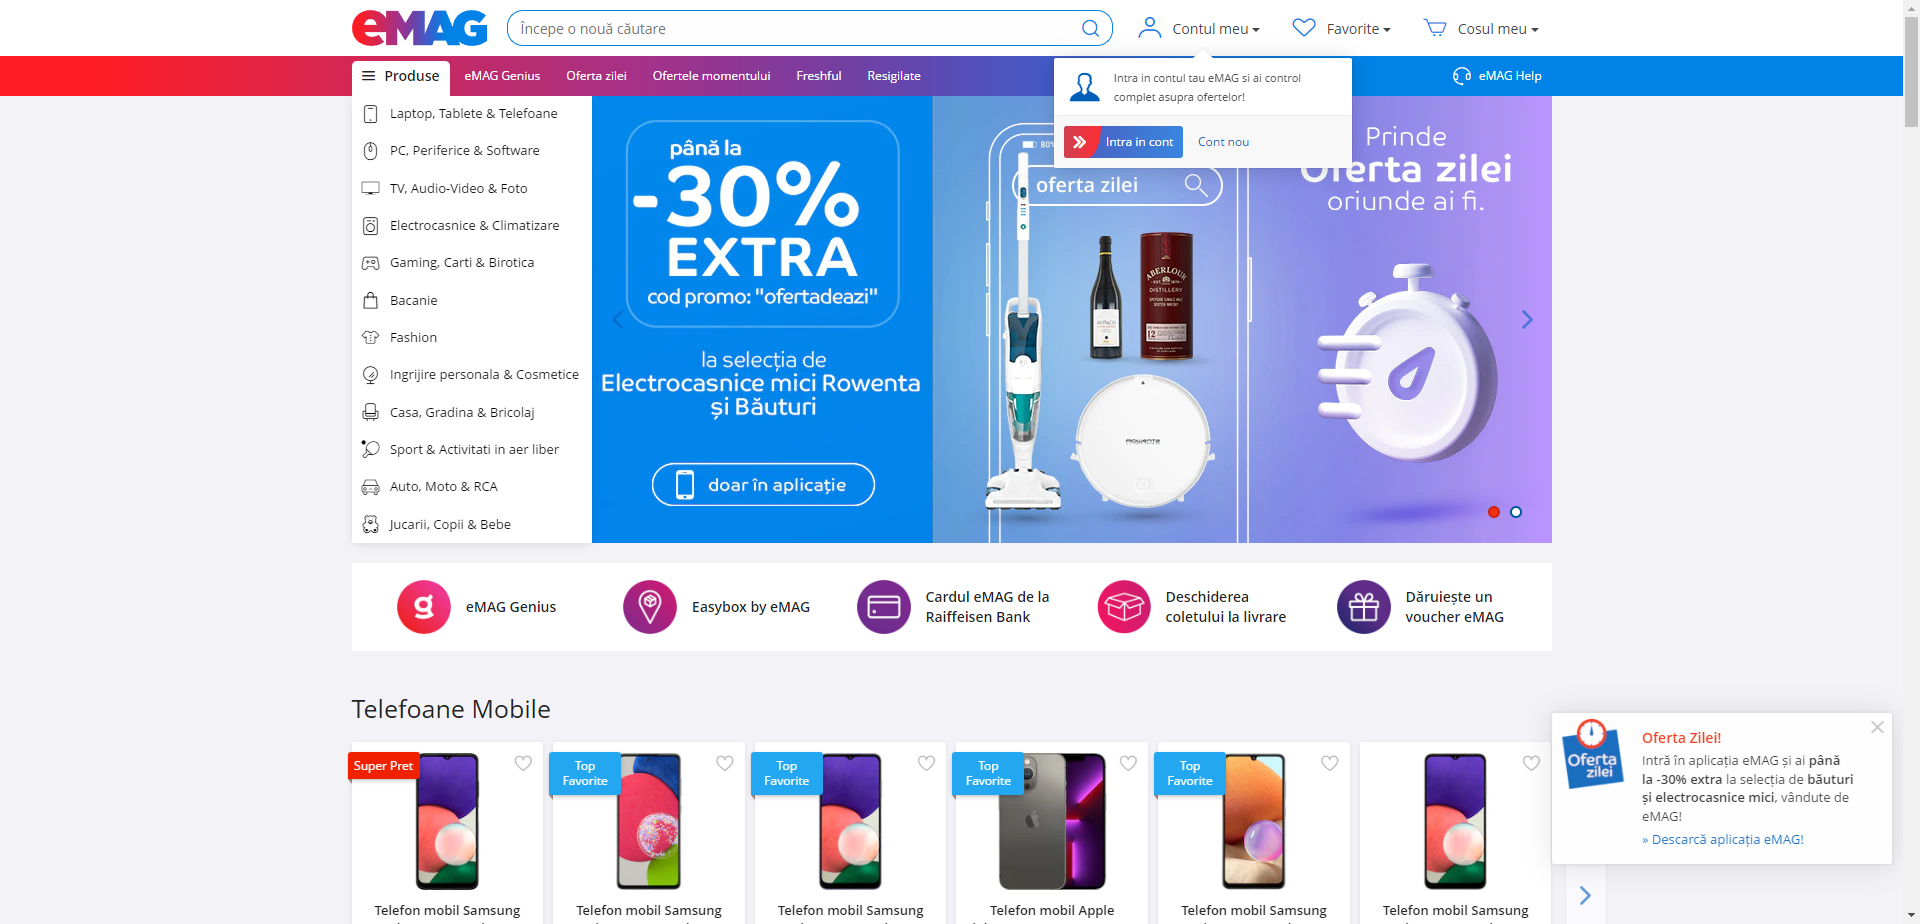 eMAG
Începe o nouă căutare
Contul meu
Favorite
Cosul meu
Produse
eMAG Genius
Oferta zilei
Ofertele momentului
Freshful
Resigilate
eMAG Help
Intra in contul tau eMAG si ai control
complet asupra ofertelor!
Intra in cont
Cont nou
Laptop, Tablete & Telefoane
PC, Periferice & Software
TV, Audio-Video & Foto
Electrocasnice & Climatizare
Gaming, Carti & Birotica
Bacanie
Fashion
Ingrijire personala & Cosmetice
Casa, Gradina & Bricolaj
Sport & Activitati in aer liber
Auto, Moto & RCA
Jucarii, Copii & Bebe
până la
-30%
EXTRA
cod promo: "ofertadeazi"
la selecția de
Electrocasnice mici Rowenta
și Băuturi
doar în aplicație
80%
oferta zilei
ABERLOUR
DISTILLERY
12
Rowenta
Prinde
Oferta zilei
oriunde ai fi.
eMAG Genius
Easybox by eMAG
Cardul eMAG de la
Raiffeisen Bank
Deschiderea
coletului la livrare
Dăruiește un
voucher eMAG
Telefoane Mobile
Super Pret
Top
Favorite
Top
Favorite
Top
Favorite
Top
Favorite
Telefon mobil Samsung
Telefon mobil Samsung
Telefon mobil Samsung
Telefon mobil Apple
Telefon mobil Samsung
Telefon mobil Samsung
Oferta
zilei
Oferta Zilei!
Intră în aplicația eMAG și ai până
la -30% extra la selecția de băuturi
și electrocasnice mici, vândute de
eMAG!
» Descarcă aplicația eMAG!